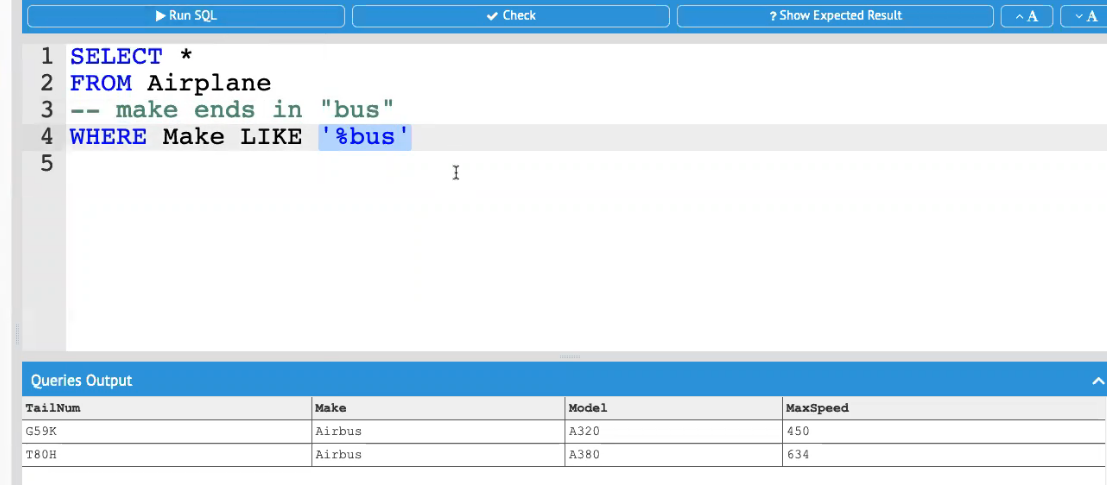 Run SQL Check ? Show Expected Result A A
1 SELECT *
2 FROM Airplane
3 -- make ends in "bus"
4 WHERE Make LIKE '%bus'
5
Queries Output
TailNum Make Model MaxSpeed
G59K Airbus A320 450
T80H Airbus A380 634